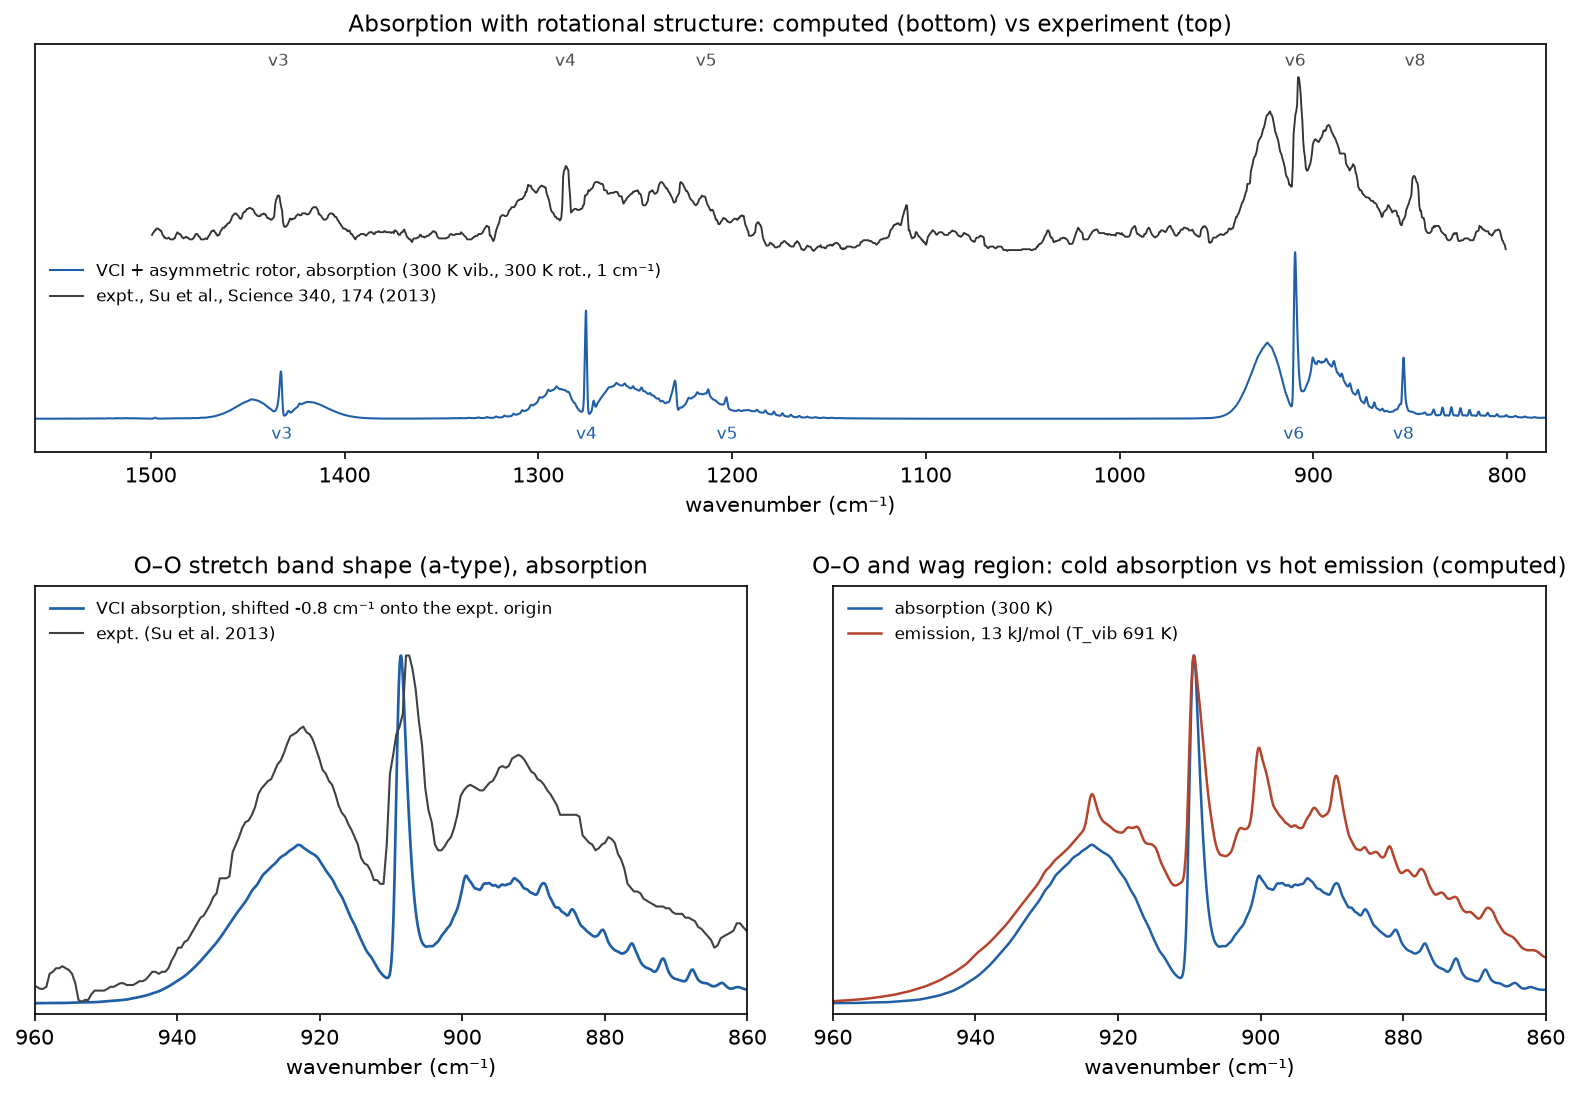 Absorption with rotational structure: computed (bottom) vs experiment (top)
v3 v4 v5 v6 v8
VCI + asymmetric rotor, absorption (300 K vib., 300 K rot., 1 cm⁻¹)
expt., Su et al., Science 340, 174 (2013)
v3 v4 v5 v6 v8
1500 1400 1300 1200 1100 1000 900 800
wavenumber (cm⁻¹)
O–O stretch band shape (a-type), absorption
VCI absorption, shifted -0.8 cm⁻¹ onto the expt. origin
expt. (Su et al. 2013)
960 940 920 900 880 860
wavenumber (cm⁻¹)
O–O and wag region: cold absorption vs hot emission (computed)
absorption (300 K)
emission, 13 kJ/mol (T_vib 691 K)
960 940 920 900 880 860
wavenumber (cm⁻¹)